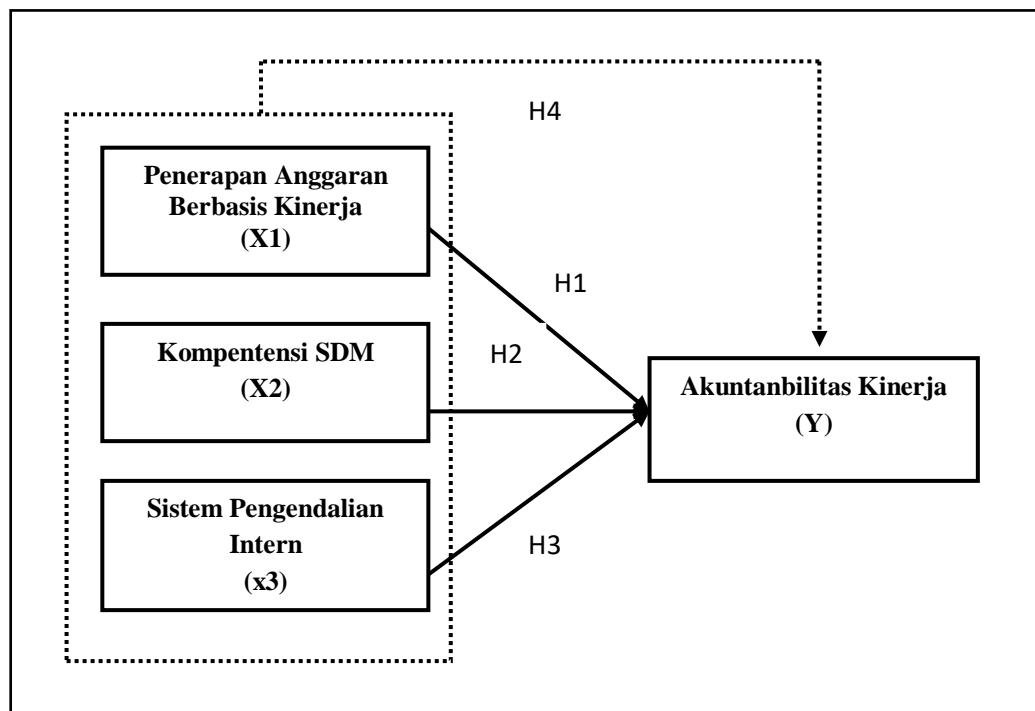 H4
Penerapan Anggaran
Berbasis Kinerja
(X1)
H1
Kompentensi SDM
(X2)
H2
Akuntanbilitas Kinerja
(Y)
Sistem Pengendalian
Intern
(x3)
H3